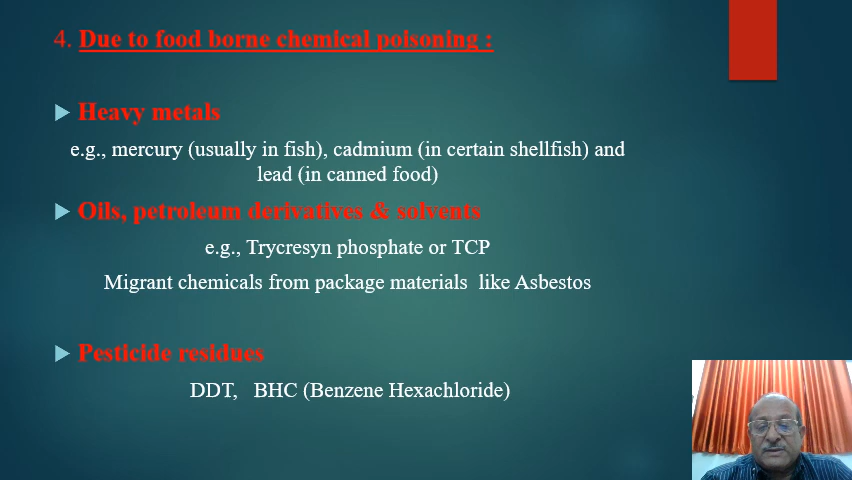 4. Due to food borne chemical poisoning :
Heavy metals
e.g., mercury (usually in fish), cadmium (in certain shellfish) and
lead (in canned food)
Oils, petroleum derivatives & solvents
e.g., Trycresyn phosphate or TCP
Migrant chemicals from package materials like Asbestos
Pesticide residues
DDT, BHC (Benzene Hexachloride)